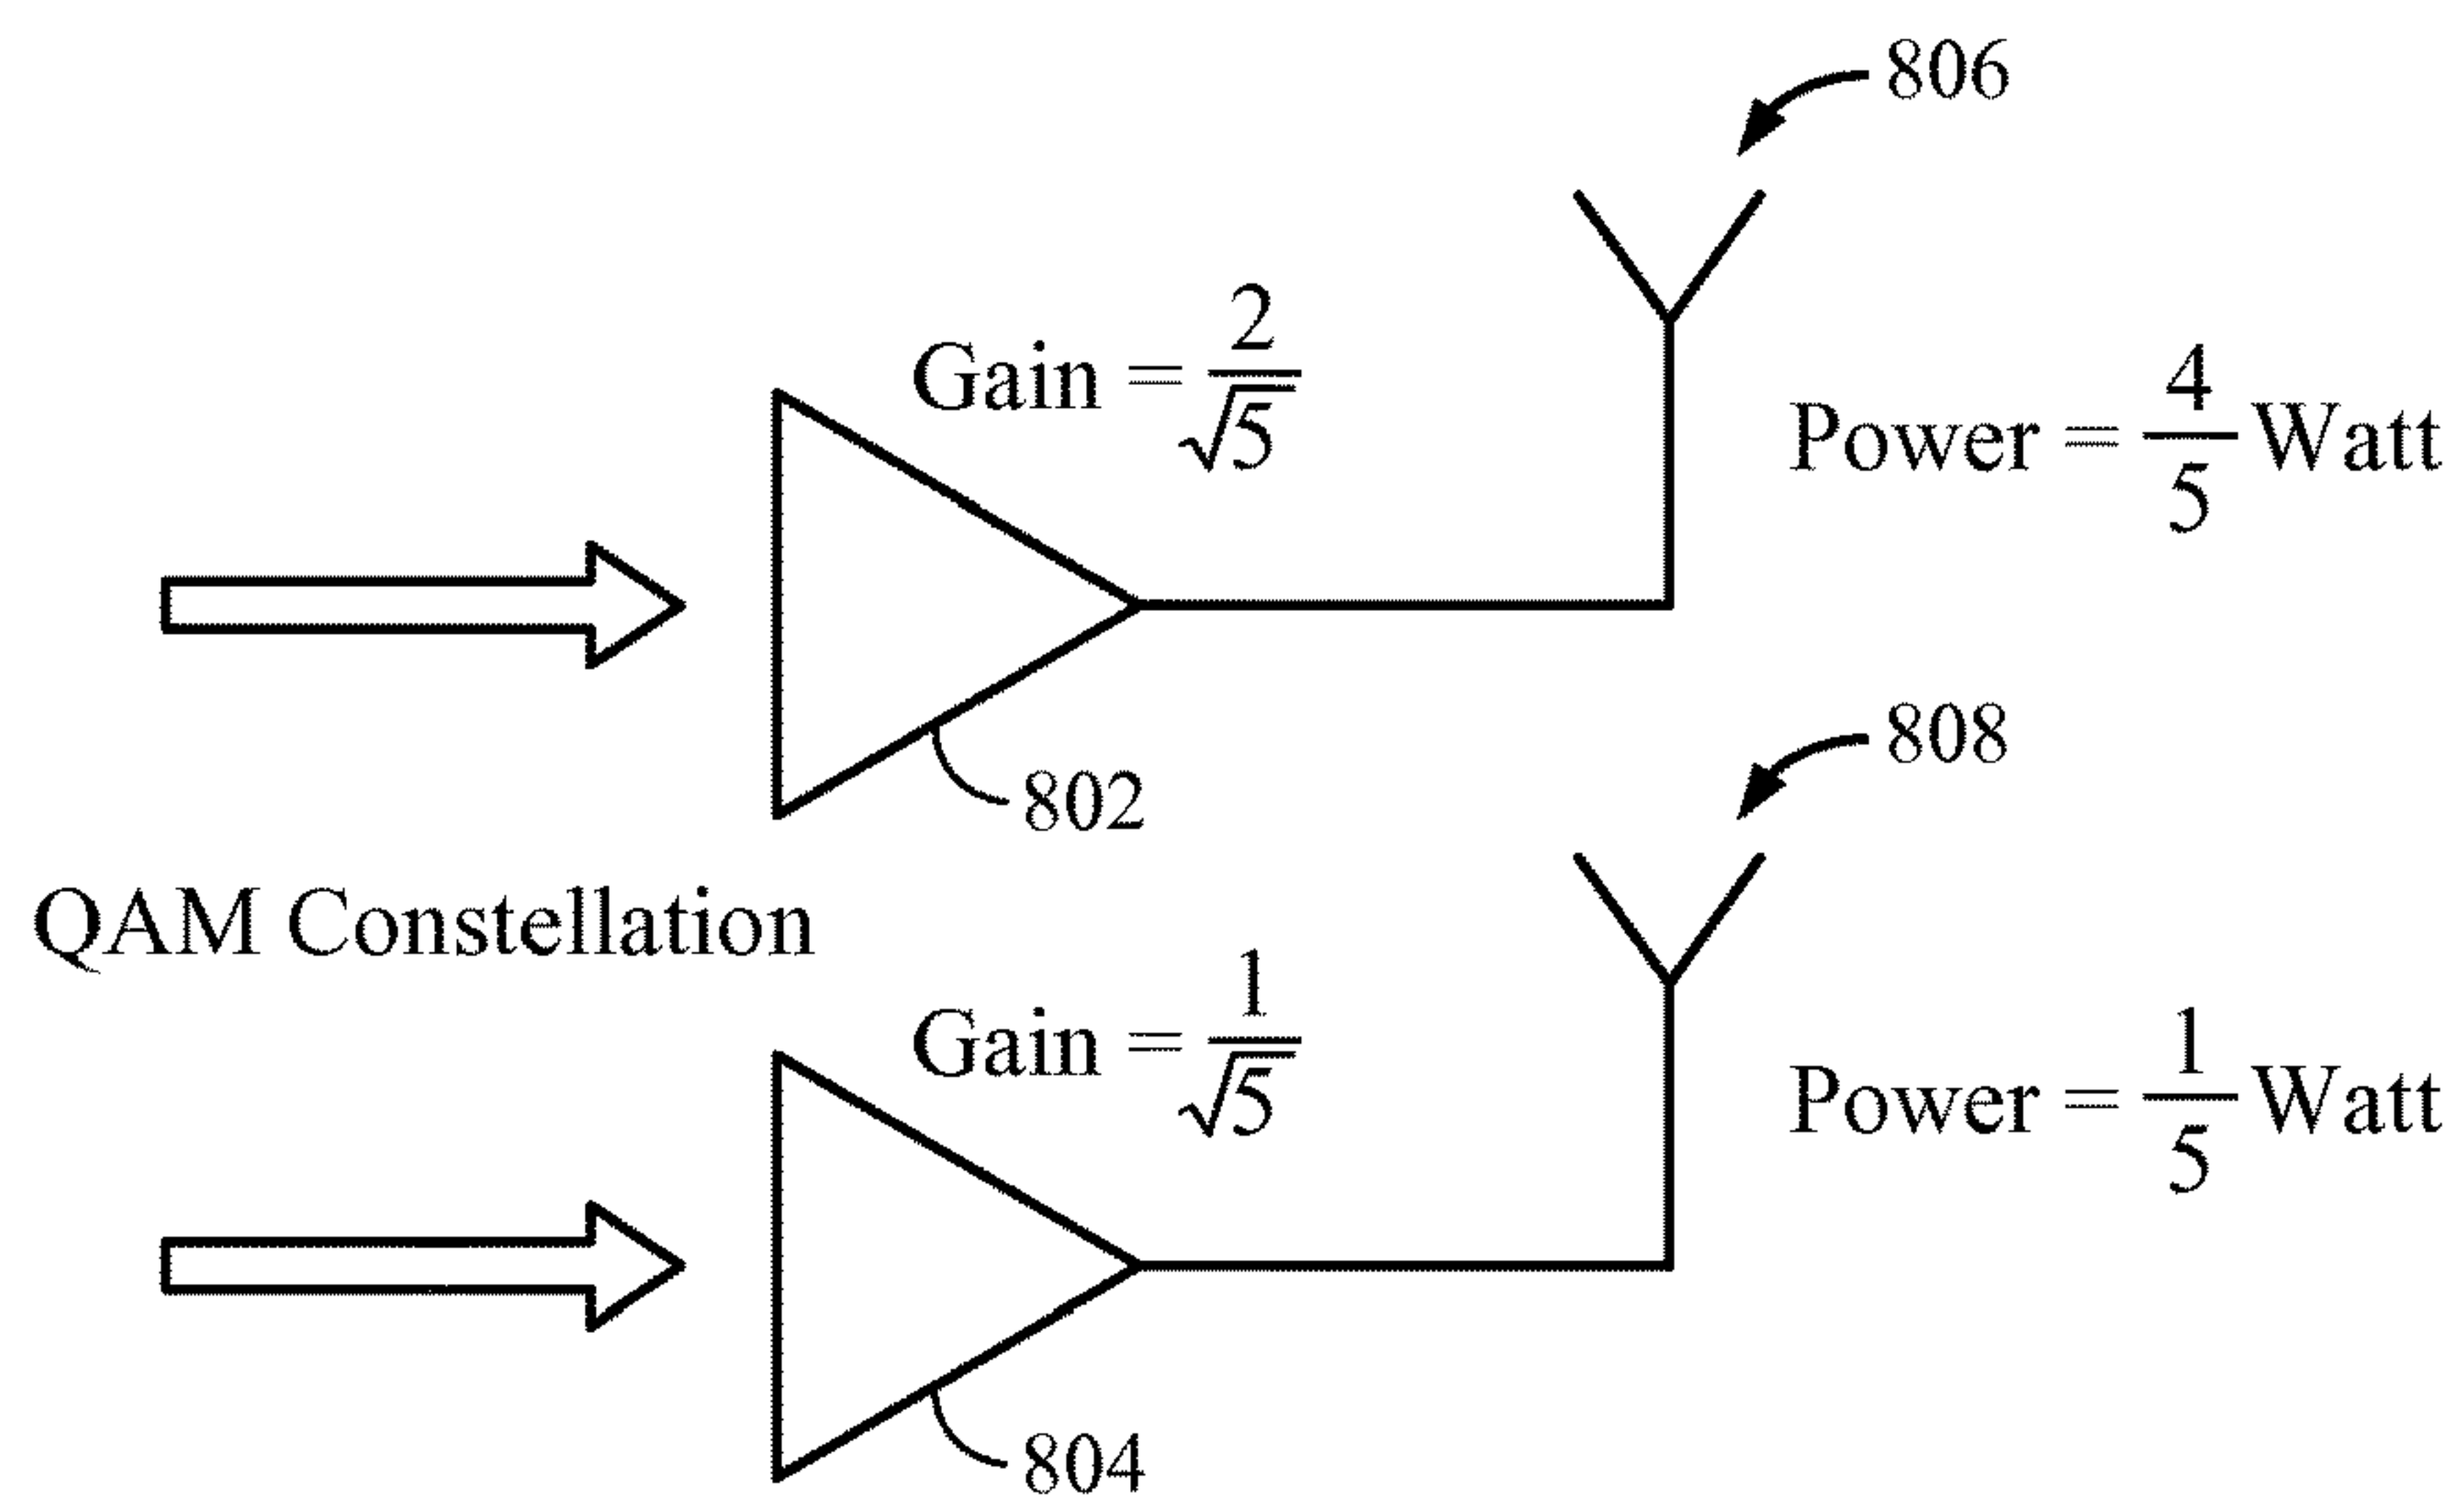 806
Gain = 2/√5
Power = 4/5 Watt
802
808
QAM Constellation
Gain = 1/√5
Power = 1/5 Watt
804